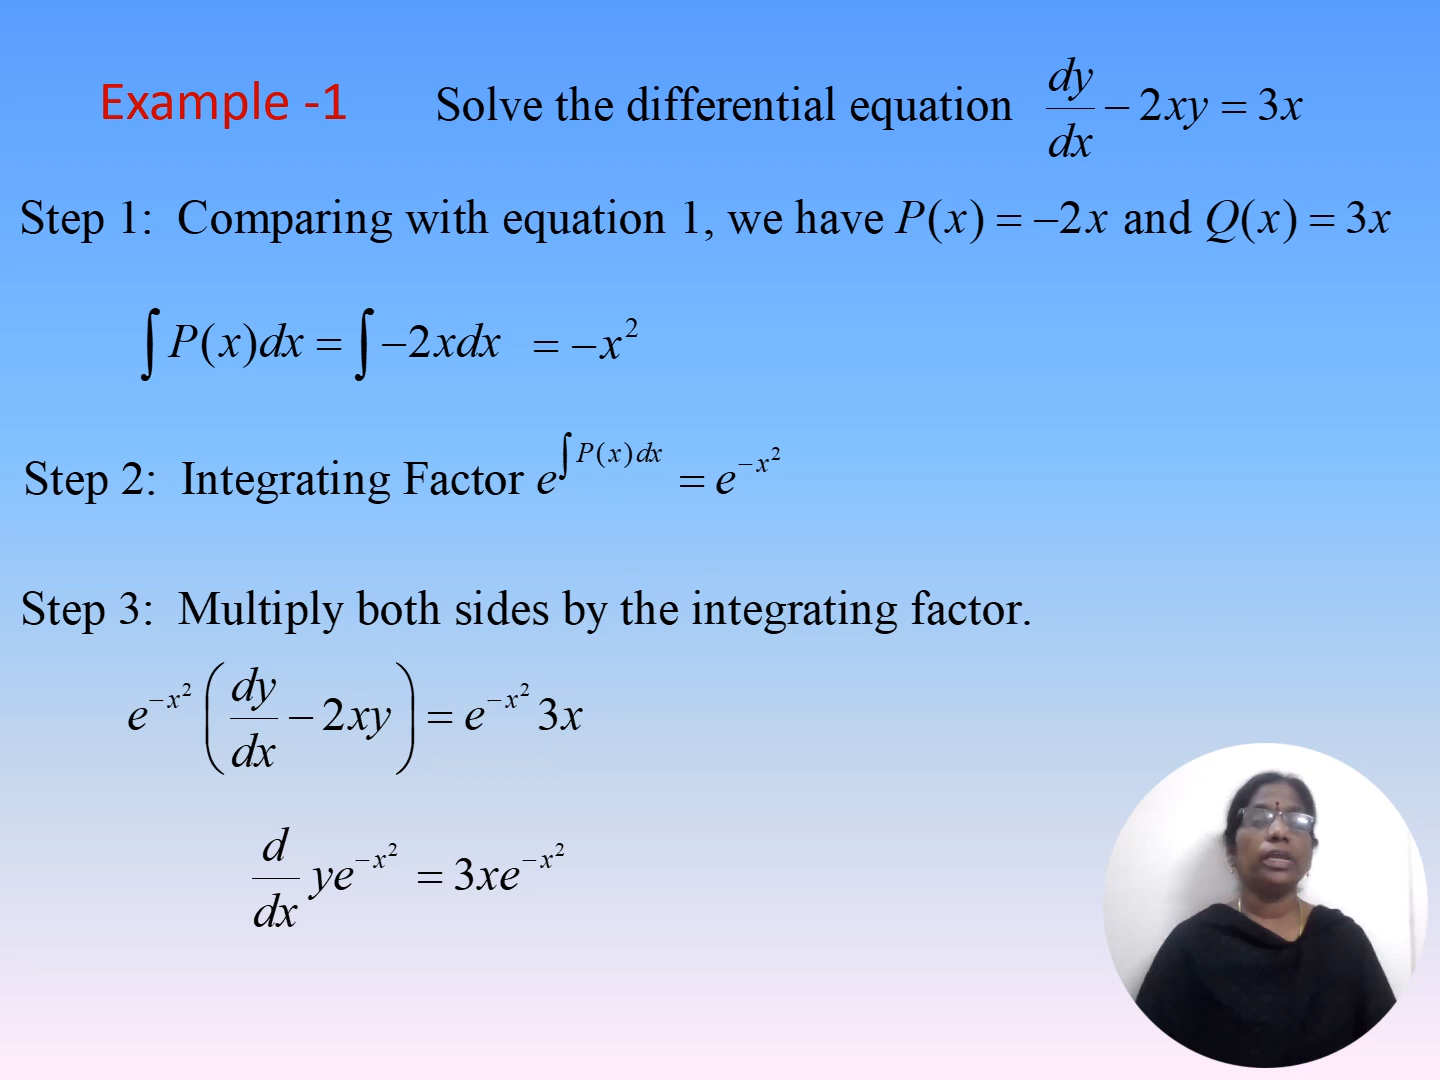 Example -1 Solve the differential equation dy/dx − 2xy = 3x
Step 1: Comparing with equation 1, we have P(x) = −2x and Q(x) = 3x
∫P(x)dx = ∫−2xdx = −x²
Step 2: Integrating Factor e^∫P(x)dx = e^−x²
Step 3: Multiply both sides by the integrating factor.
e^−x² (dy/dx − 2xy) = e^−x² 3x
d/dx ye^−x² = 3xe^−x²